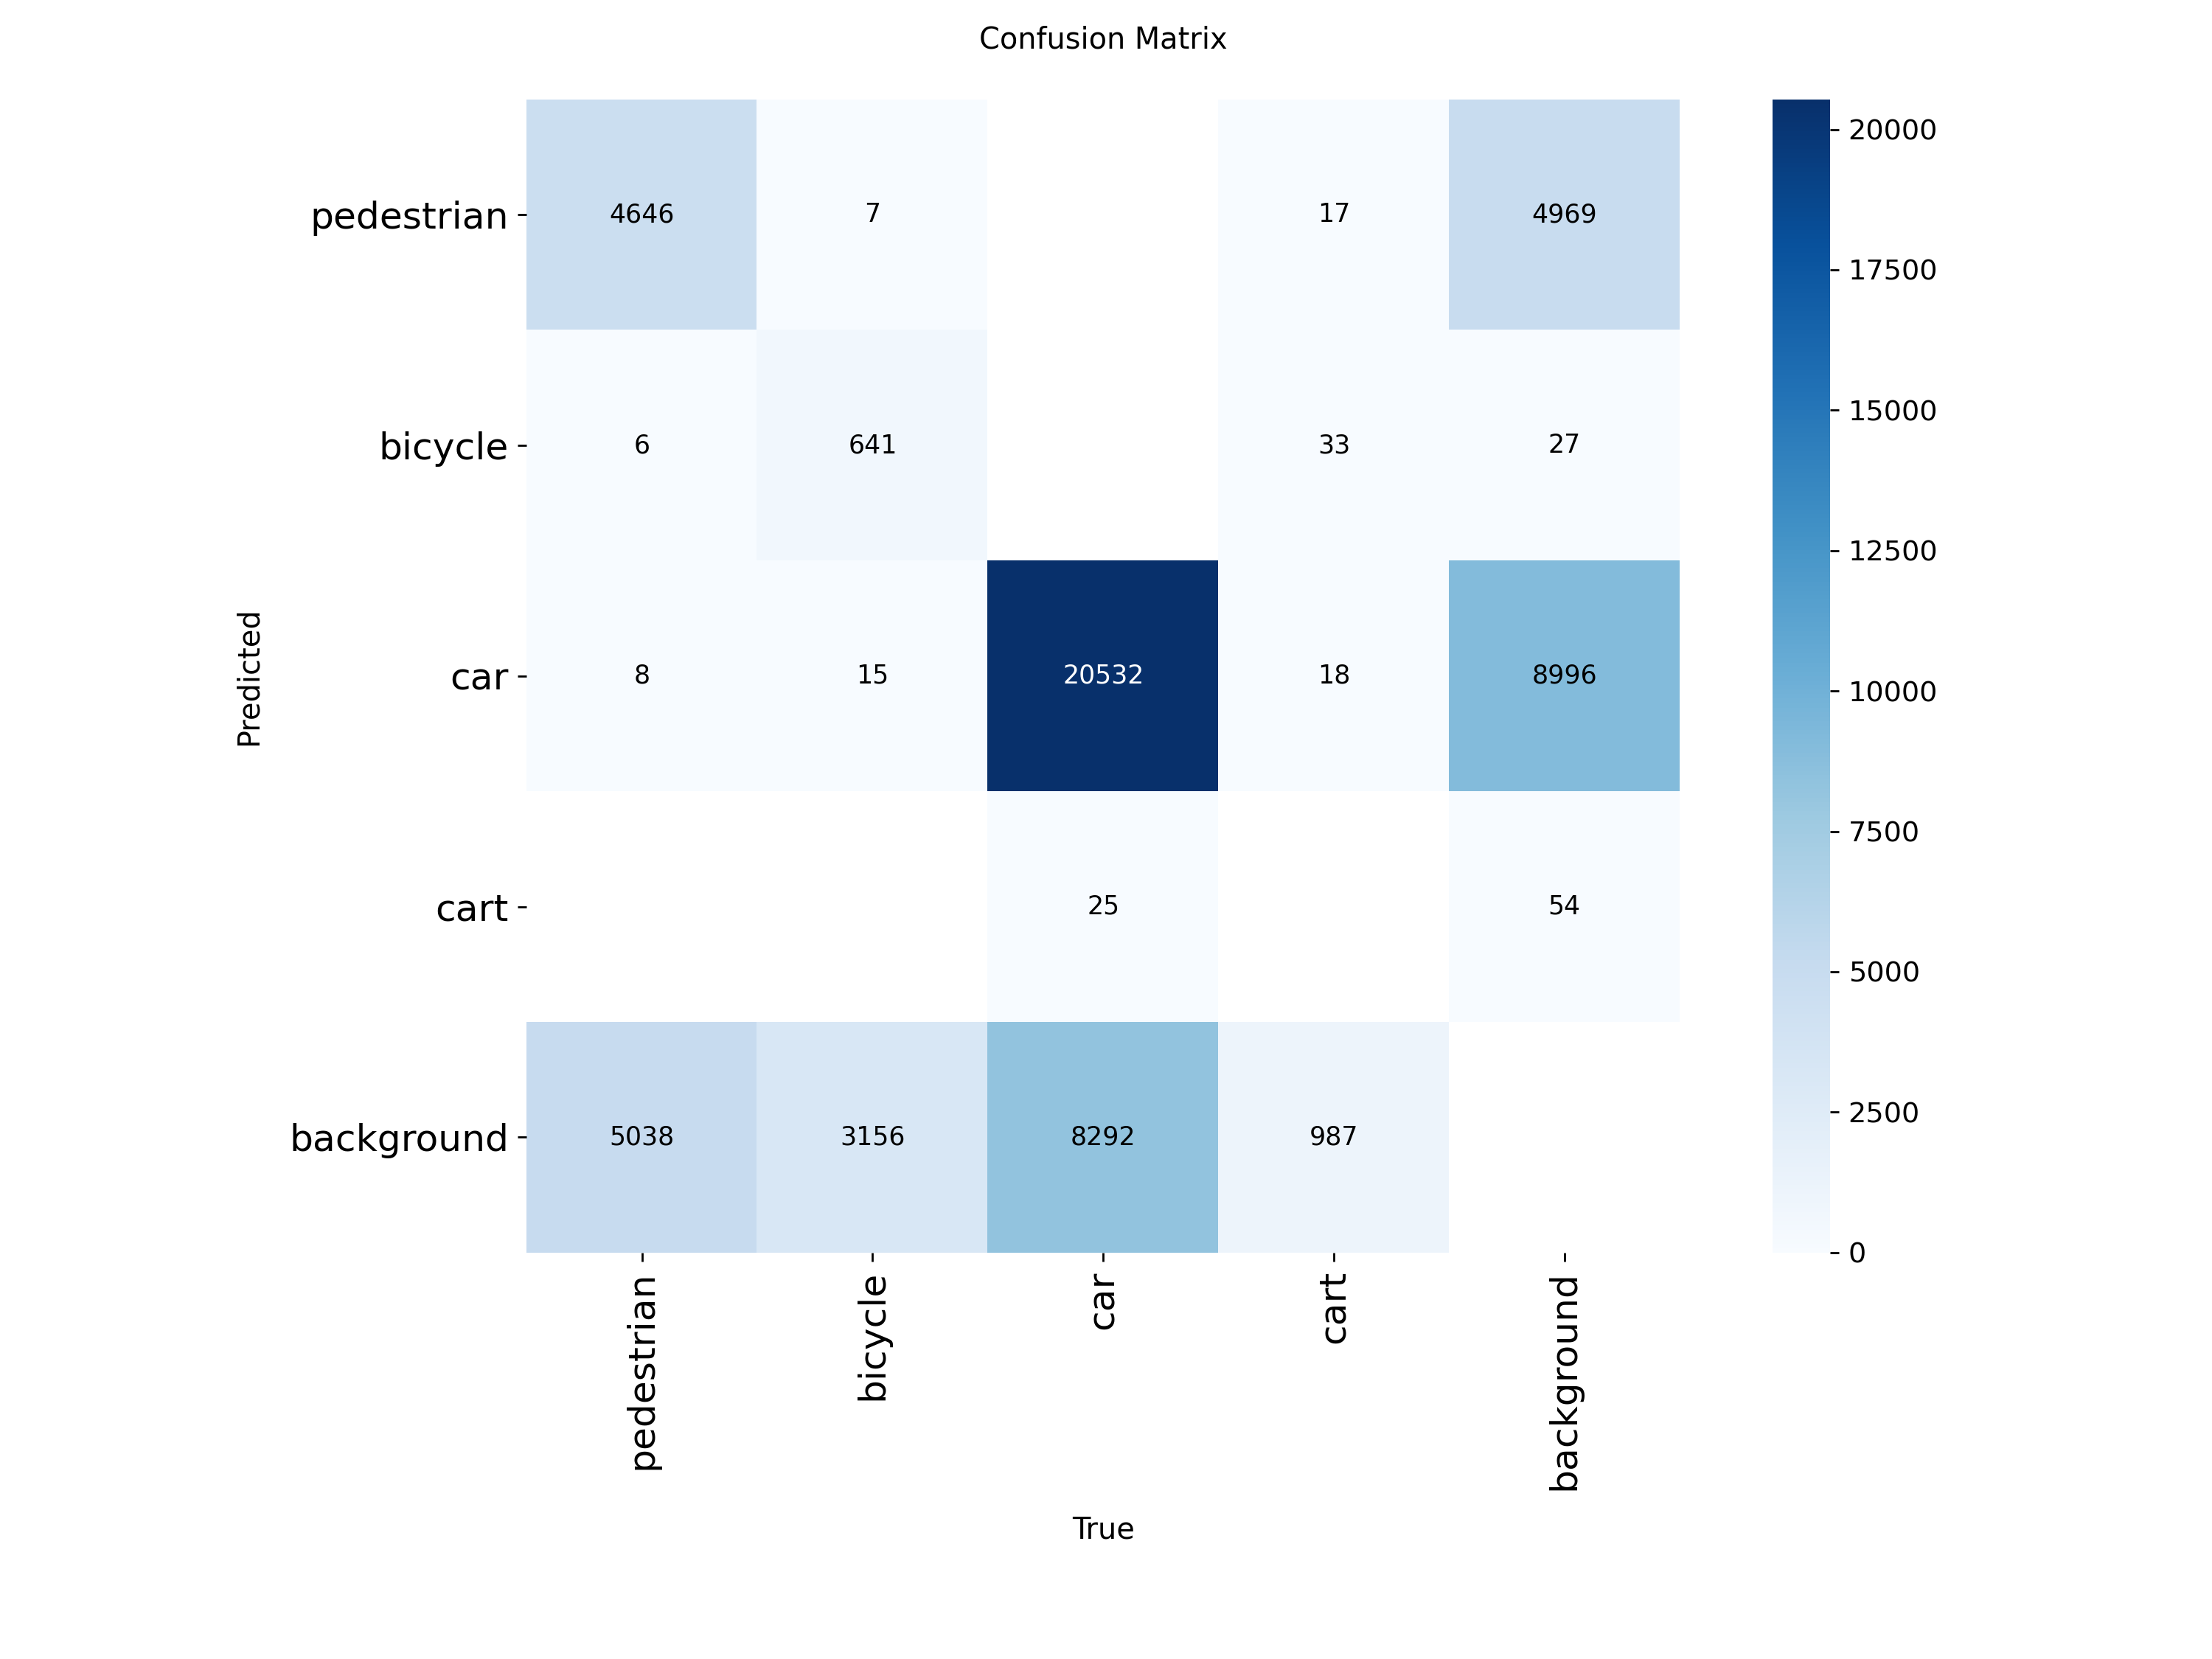 Confusion Matrix
pedestrian 4646 7 17 4969
bicycle 6 641 33 27
car 8 15 20532 18 8996
cart 25 54
background 5038 3156 8292 987
pedestrian bicycle car cart background
True
Predicted
20000
17500
15000
12500
10000
7500
5000
2500
0